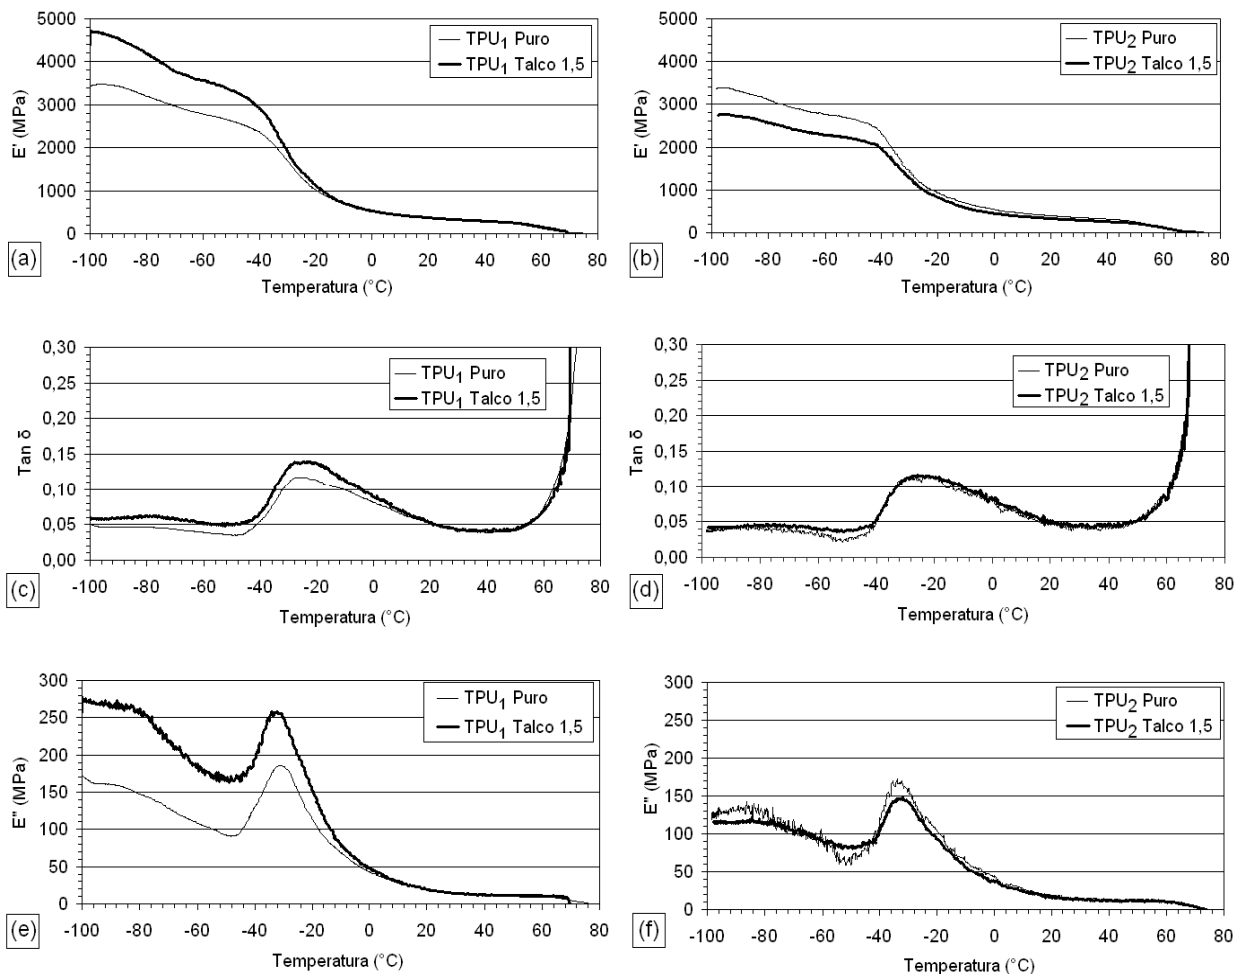 5000
4000
3000
2000
1000
0
E' (MPa)
TPU1 Puro
TPU1 Talco 1,5
-100 -80 -60 -40 -20 0 20 40 60 80
Temperatura (°C)
(a)
5000
4000
3000
2000
1000
0
E' (MPa)
TPU2 Puro
TPU2 Talco 1,5
-100 -80 -60 -40 -20 0 20 40 60 80
Temperatura (°C)
(b)
0,30
0,25
0,20
0,15
0,10
0,05
0,00
Tan δ
TPU1 Puro
TPU1 Talco 1,5
-100 -80 -60 -40 -20 0 20 40 60 80
Temperatura (°C)
(c)
0,30
0,25
0,20
0,15
0,10
0,05
0,00
Tan δ
TPU2 Puro
TPU2 Talco 1,5
-100 -80 -60 -40 -20 0 20 40 60 80
Temperatura (°C)
(d)
300
250
200
150
100
50
0
E" (MPa)
TPU1 Puro
TPU1 Talco 1,5
-100 -80 -60 -40 -20 0 20 40 60 80
Temperatura (°C)
(e)
300
250
200
150
100
50
0
E" (MPa)
TPU2 Puro
TPU2 Talco 1,5
-100 -80 -60 -40 -20 0 20 40 60 80
Temperatura (°C)
(f)